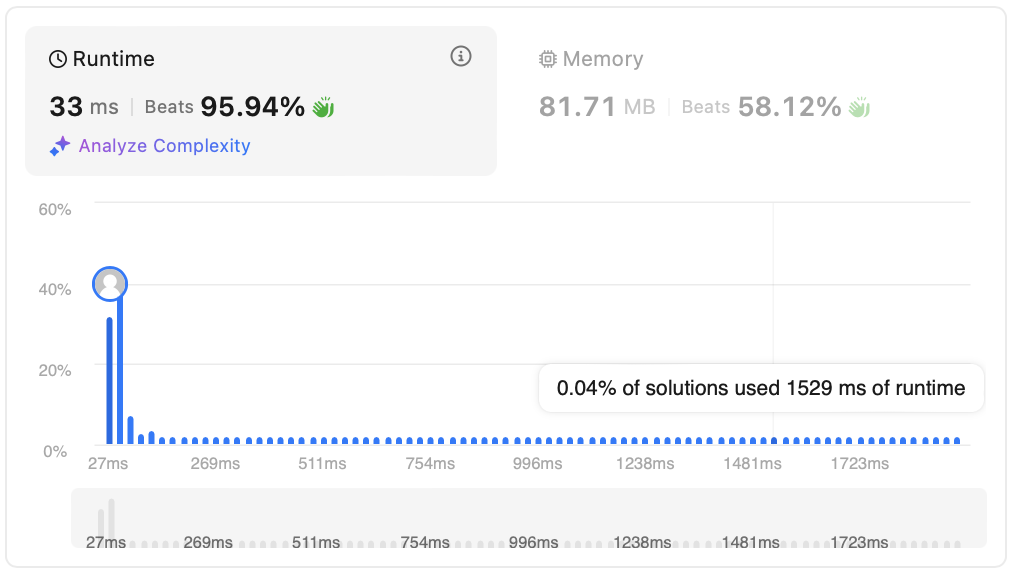 Runtime
33 ms | Beats 95.94%
Analyze Complexity
Memory
81.71 MB | Beats 58.12%
60%
40%
20%
0%
0.04% of solutions used 1529 ms of runtime
27ms 269ms 511ms 754ms 996ms 1238ms 1481ms 1723ms
27ms 269ms 511ms 754ms 996ms 1238ms 1481ms 1723ms